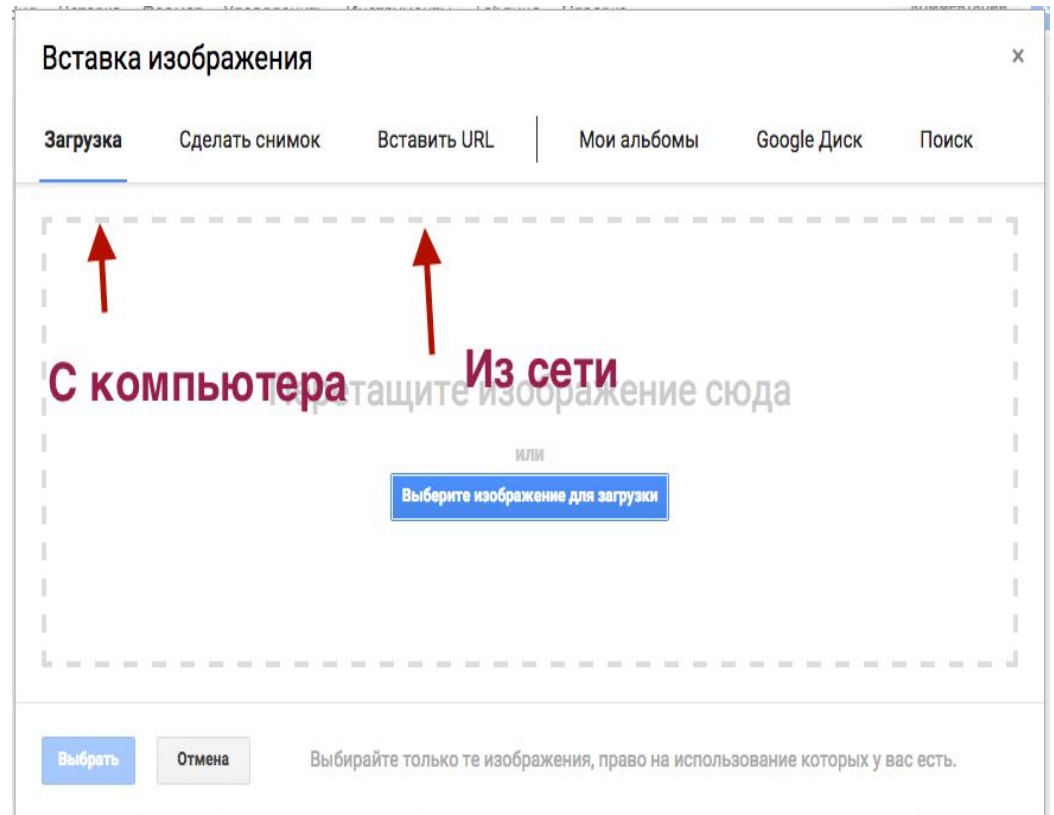 Вставка изображения
×
Загрузка Сделать снимок Вставить URL Мои альбомы Google Диск Поиск
С компьютера Из сети
Перетащите изображение сюда
или
Выберите изображение для загрузки
Выбрать Отмена Выбирайте только те изображения, право на использование которых у вас есть.